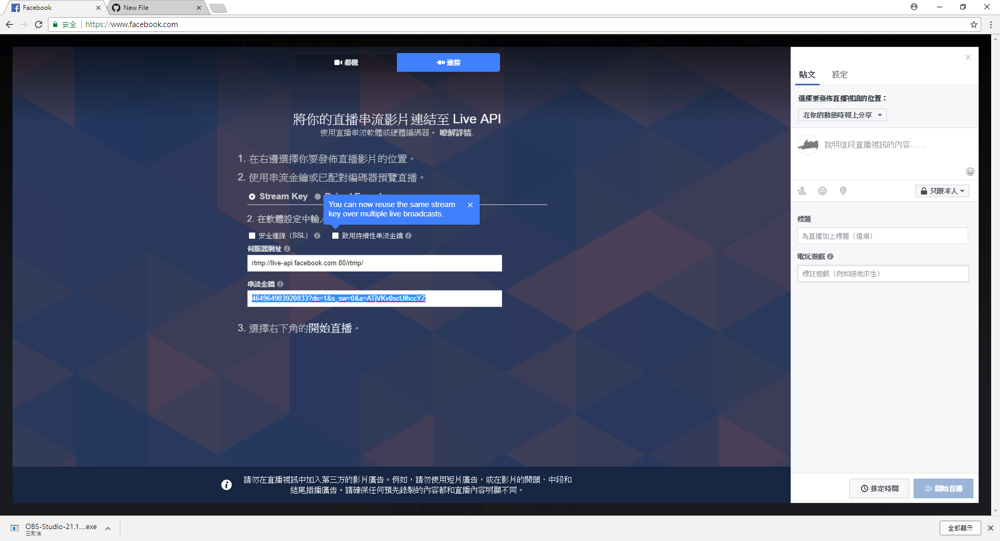 Facebook
New File
安全 https://www.facebook.com
相機
連接
將你的直播串流影片連結至 Live API
使用直播串流軟體或硬體編碼器。 瞭解詳情.
1. 在右邊選擇你要發佈直播影片的位置。
2. 使用串流金鑰或已配對編碼器預覽直播。
Stream Key
You can now reuse the same stream
key over multiple live broadcasts.
2. 在軟體設定中輸入
安全連線（SSL）
啟用持續性串流金鑰
伺服器網址
rtmp://live-api.facebook.com:80/rtmp/
串流金鑰
464964903920833?ds=1&s_sw=0&a=ATjVKv0scUfhccYZ
3. 選擇右下角的開始直播。
請勿在直播視訊中加入第三方的影片廣告。例如，請勿使用短片廣告，或在影片的開頭、中段和
結尾插播廣告。請確保任何預先錄製的內容都和直播內容明顯不同。
貼文
設定
選擇要發佈直播視訊的位置：
在你的動態時報上分享
說明這段直播視訊的內容……
只限本人
標題
為直播加上標題（選填）
電玩遊戲
標註遊戲（例如絕地求生）
排定時間
開始直播
OBS-Studio-21.1....exe
已取消
全部顯示